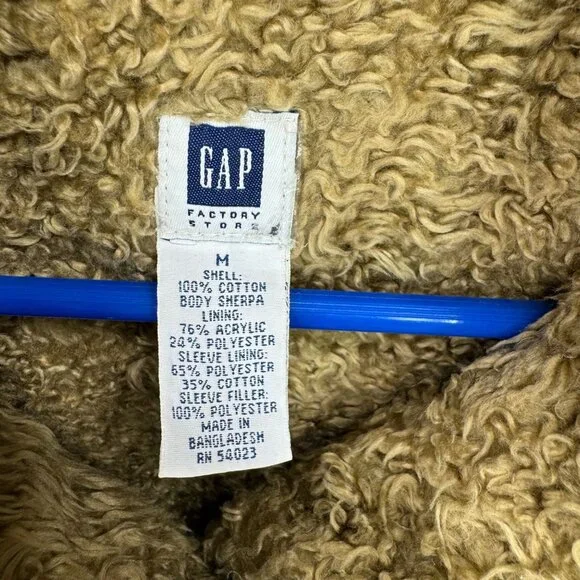 GAP
FACTORY
STORE
M
SHELL:
100% COTTON
BODY SHERPA
LINING:
76% ACRYLIC
24% POLYESTER
SLEEVE LINING:
65% POLYESTER
35% COTTON
SLEEVE FILLER:
100% POLYESTER
MADE IN
BANGLADESH
RN 54023